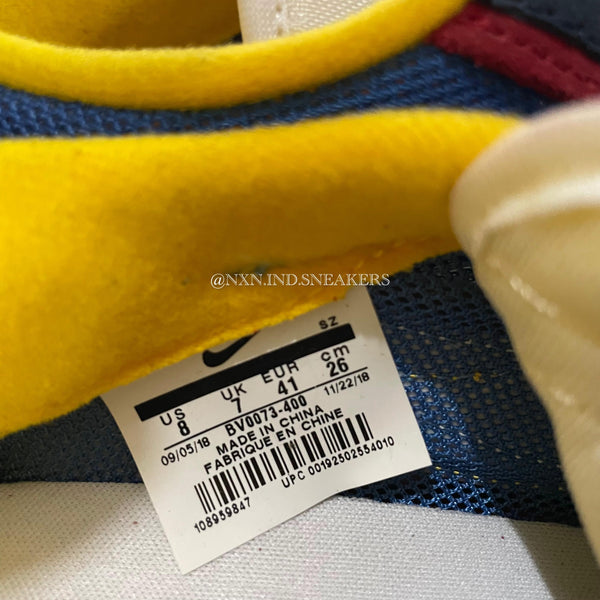 @NXN.IND.SNEAKERS
SZ
US UK EUR cm
8 7 41 26
09/05/18 BV0073-400 11/22/18
MADE IN CHINA
FABRIQUE EN CHINE
UPC 00192502554010
108959847